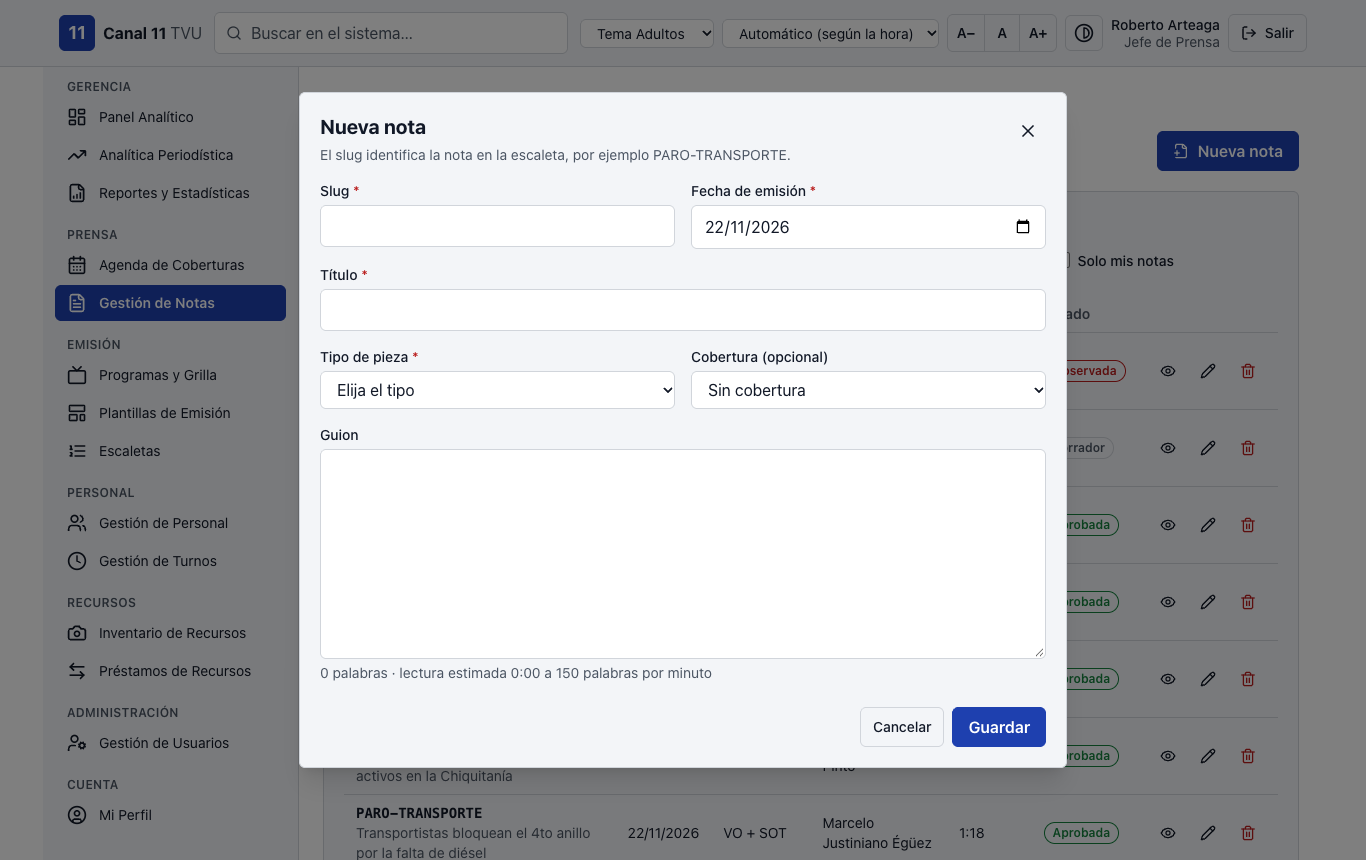 11 Canal 11 TVU
Buscar en el sistema...
Tema Adultos
Automático (según la hora)
A− A A+
Roberto Arteaga
Jefe de Prensa
Salir
GERENCIA
Panel Analítico
Analítica Periodística
Reportes y Estadísticas
PRENSA
Agenda de Coberturas
Gestión de Notas
EMISIÓN
Programas y Grilla
Plantillas de Emisión
Escaletas
PERSONAL
Gestión de Personal
Gestión de Turnos
RECURSOS
Inventario de Recursos
Préstamos de Recursos
ADMINISTRACIÓN
Gestión de Usuarios
CUENTA
Mi Perfil
Nueva nota
Solo mis notas
Nueva nota
El slug identifica la nota en la escaleta, por ejemplo PARO-TRANSPORTE.
Slug *
Fecha de emisión *
22/11/2026
Título *
Tipo de pieza *
Cobertura (opcional)
Elija el tipo
Sin cobertura
Guion
0 palabras · lectura estimada 0:00 a 150 palabras por minuto
Cancelar
Guardar
activos en la Chiquitanía
PARO-TRANSPORTE
Transportistas bloquean el 4to anillo
por la falta de diésel
22/11/2026
VO + SOT
Marcelo
Justiniano Égüez
1:18
Aprobada